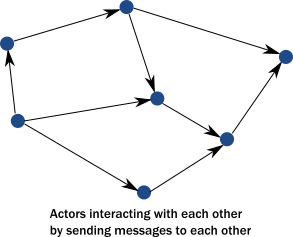 Actors interacting with each other
by sending messages to each other